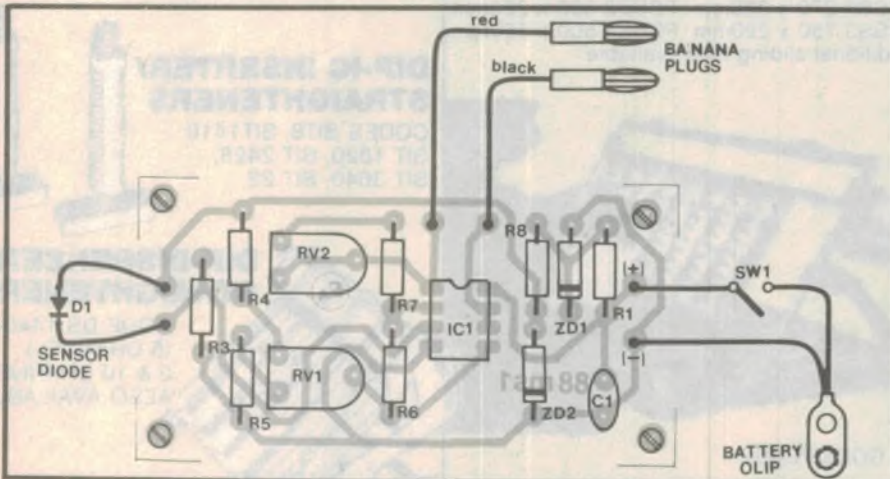 red
black
BANANA
PLUGS
R8
RV2
R4
R7
(+)
SW1
D1
IC1
ZD1
R1
R3
SENSOR
DIODE
RV1
(-)
88ms1
C1
R5
R6
ZD2
BATTERY
OLIP